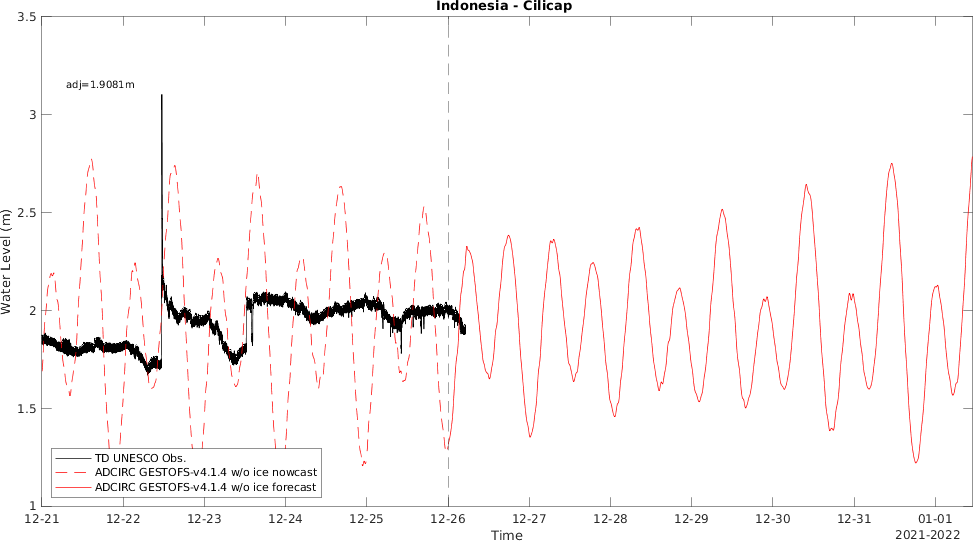 Indonesia - Cilicap
adj=1.9081m
Water Level (m)
3.5
3
2.5
2
1.5
1
TD UNESCO Obs.
ADCIRC GESTOFS-v4.1.4 w/o ice nowcast
ADCIRC GESTOFS-v4.1.4 w/o ice forecast
12-21 12-22 12-23 12-24 12-25 12-26 12-27 12-28 12-29 12-30 12-31 01-01
Time
2021-2022